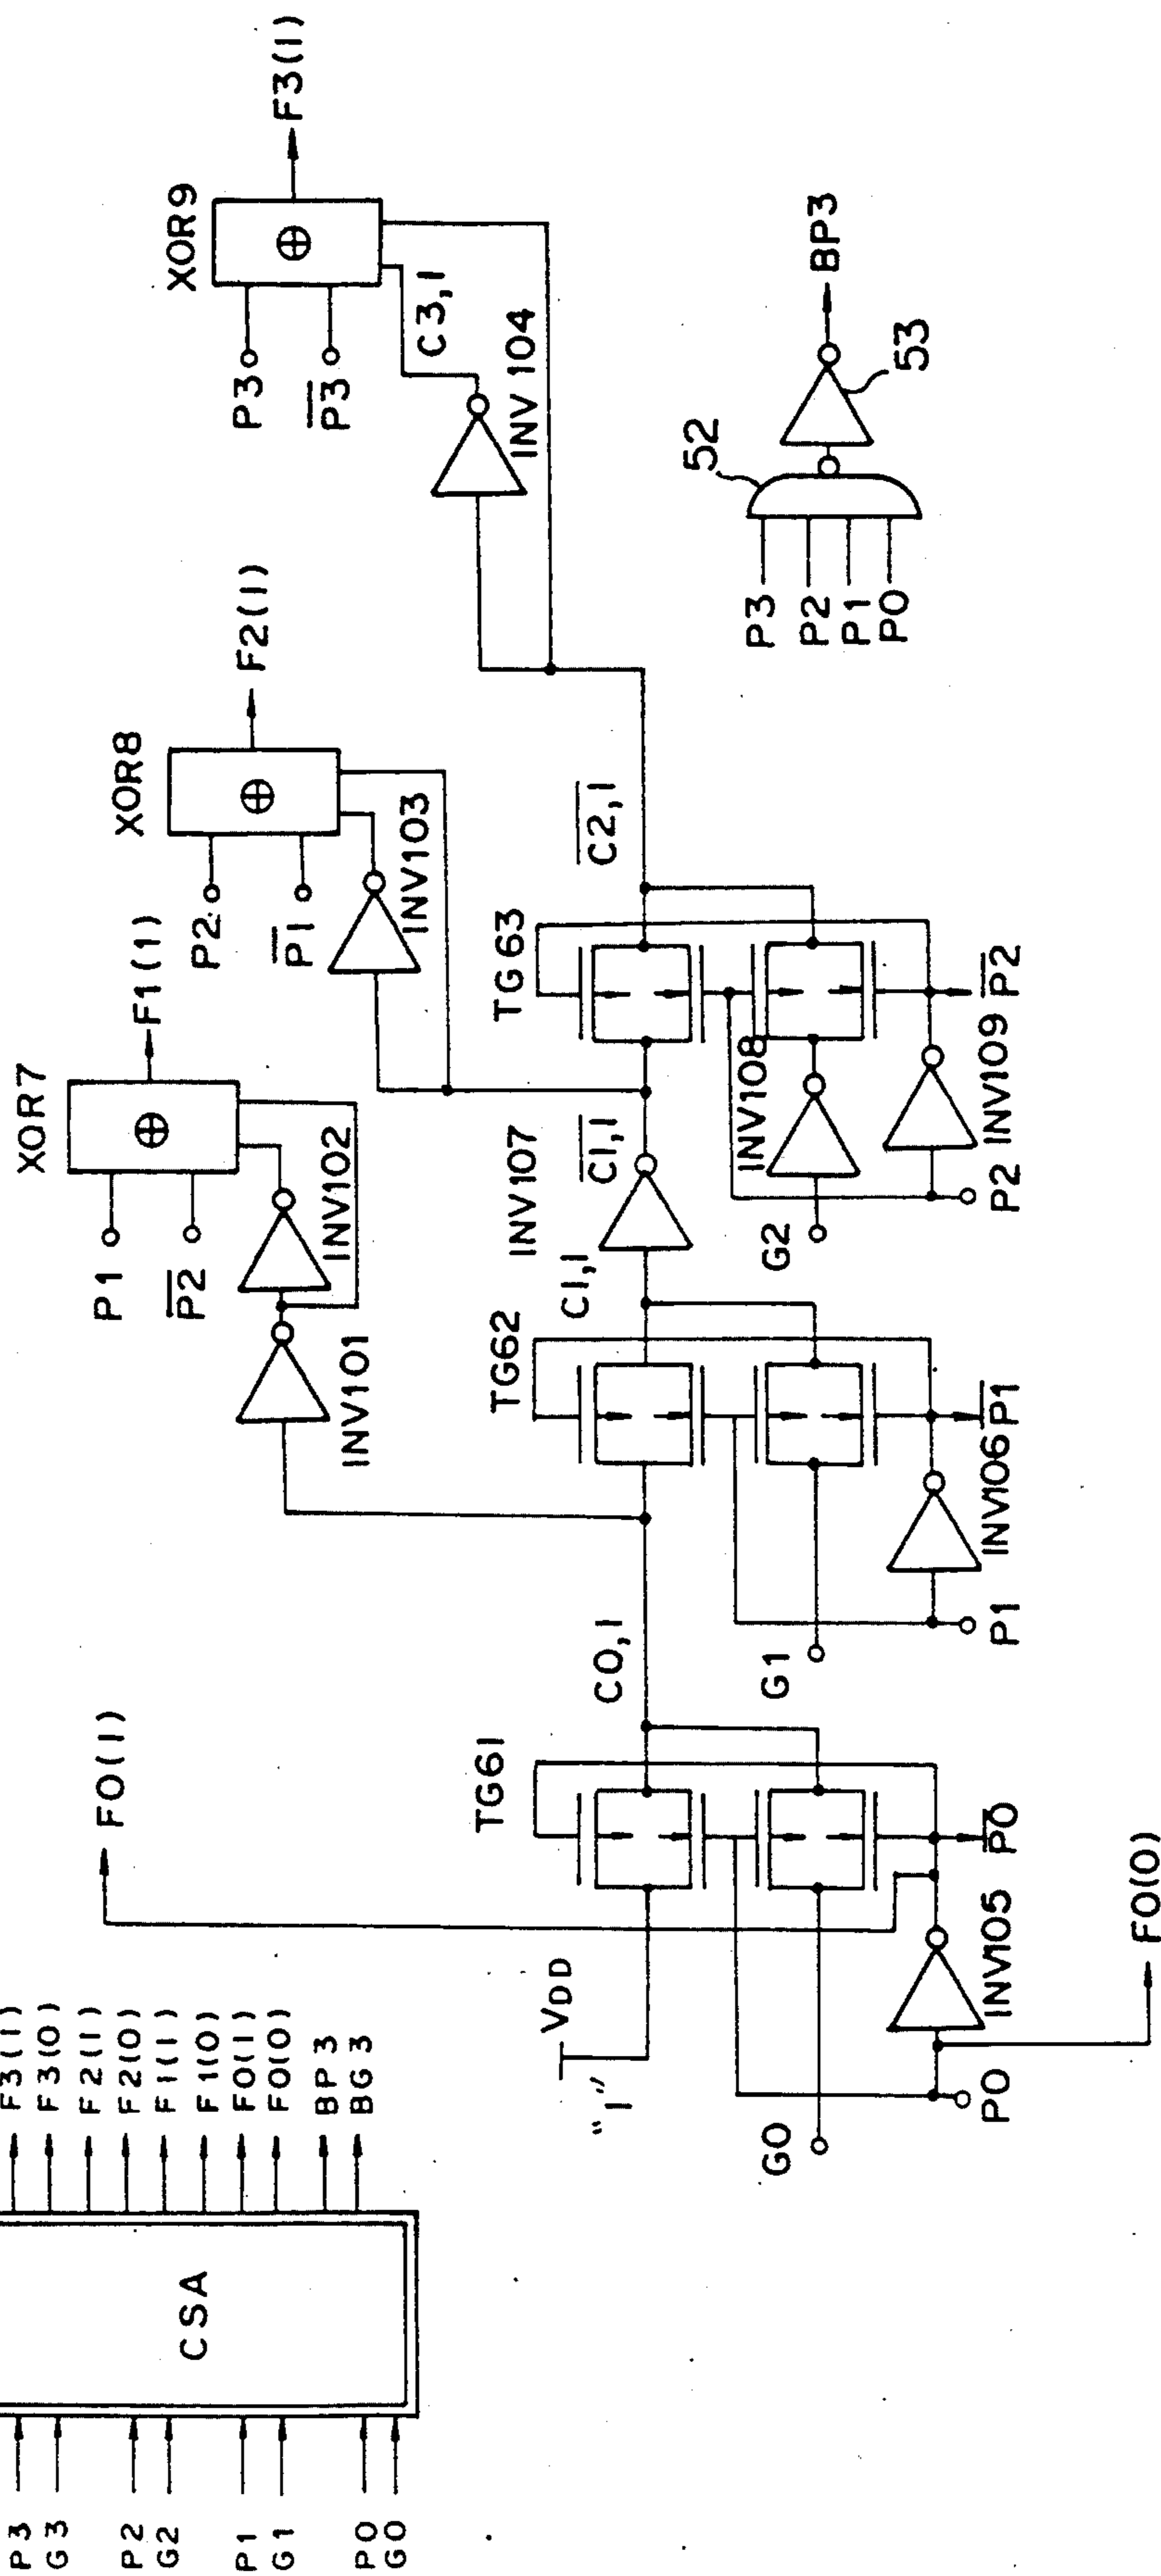 P3
G3
P2
G2
P1
G1
P0
G0
CSA
F3(1)
F3(0)
F2(1)
F2(0)
F1(1)
F1(0)
F0(1)
F0(0)
BP3
BG3
F0(1)
VDD
"1"
G0
P0
INV105
P0
F0(0)
TG61
C0,1
G1
P1
INV106
P1
TG62
C1,1
INV107
C1,1
G2
P2
INV108
INV109
P2
TG63
C2,1
INV101
INV102
P1
P2
XOR7
F1(1)
INV103
P2
P1
XOR8
F2(1)
INV104
C3,1
P3
P3
XOR9
F3(1)
P3
P2
P1
P0
52
53
BP3